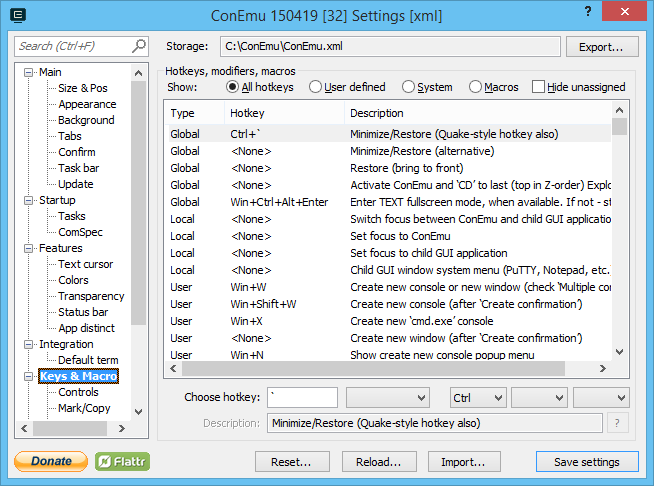 ConEmu 150419 [32] Settings [xml]
?
Search (Ctrl+F)
Storage:
C:\ConEmu\ConEmu.xml
Export...
Main
Size & Pos
Appearance
Background
Tabs
Confirm
Task bar
Update
Startup
Tasks
ComSpec
Features
Text cursor
Colors
Transparency
Status bar
App distinct
Integration
Default term
Keys & Macro
Controls
Mark/Copy
Hotkeys, modifiers, macros
Show: All hotkeys User defined System Macros Hide unassigned
Type Hotkey Description
Global Ctrl+` Minimize/Restore (Quake-style hotkey also)
Global <None> Minimize/Restore (alternative)
Global <None> Restore (bring to front)
Global <None> Activate ConEmu and ‘CD’ to last (top in Z-order) Explo
Global Win+Ctrl+Alt+Enter Enter TEXT fullscreen mode, when available. If not - st
Local <None> Switch focus between ConEmu and child GUI application
Local <None> Set focus to ConEmu
Local <None> Set focus to child GUI application
Local <None> Child GUI window system menu (PuTTY, Notepad, etc.
User Win+W Create new console or new window (check ‘Multiple con
User Win+Shift+W Create new console (after ‘Create confirmation’)
User Win+X Create new ‘cmd.exe’ console
User <None> Create new window (after ‘Create confirmation’)
User Win+N Show create new console popup menu
Choose hotkey: ` Ctrl
Description: Minimize/Restore (Quake-style hotkey also) ?
Donate
Flattr
Reset...
Reload...
Import...
Save settings